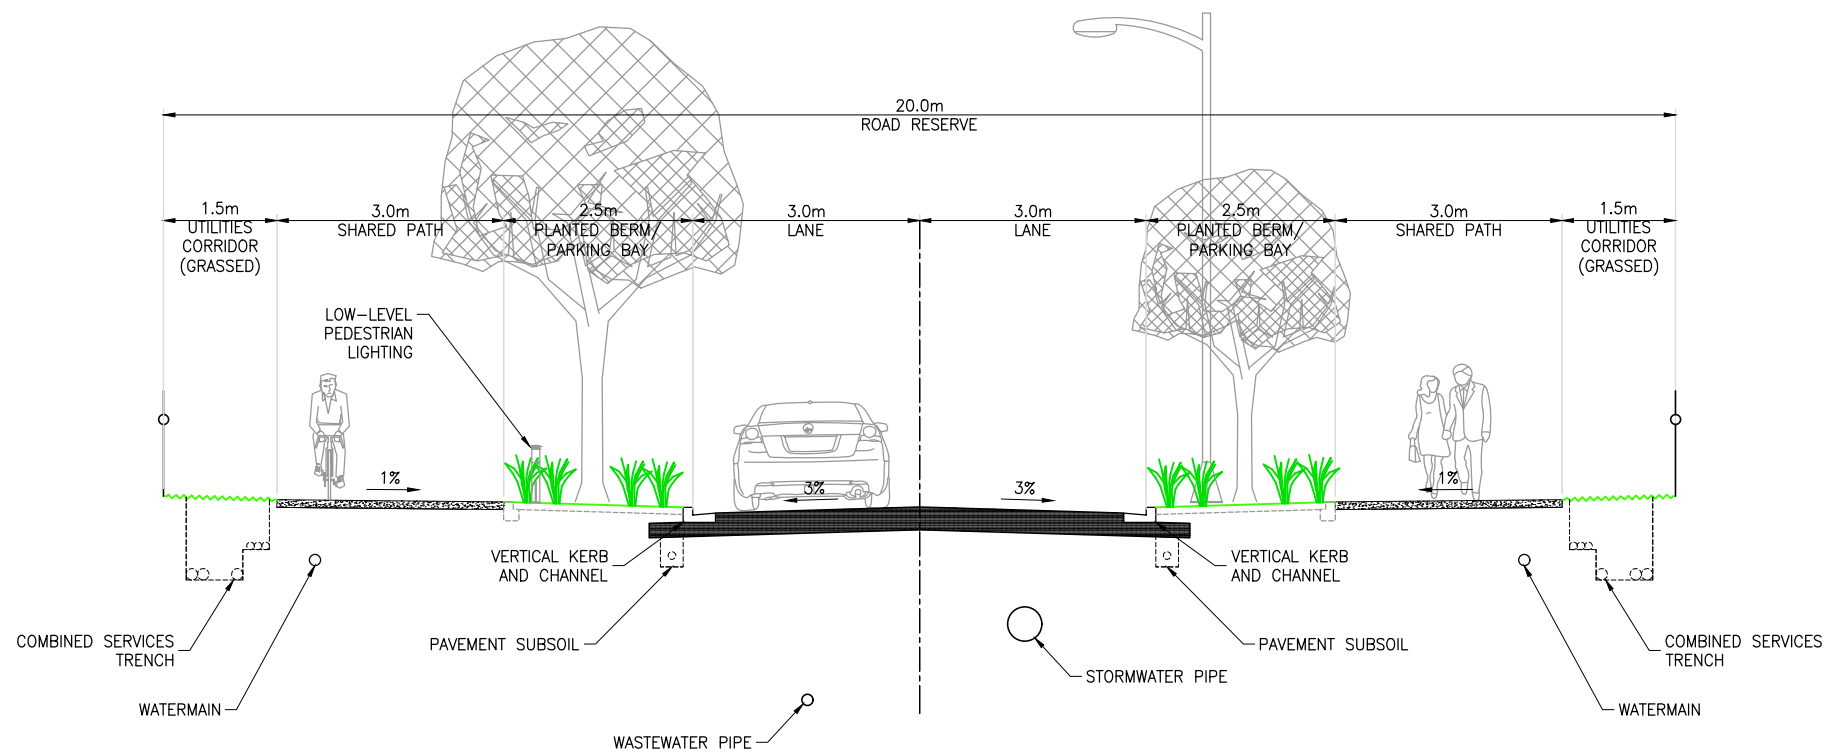 20.0m
ROAD RESERVE
1.5m
UTILITIES
CORRIDOR
(GRASSED)
3.0m
SHARED PATH
2.5m
PLANTED BERM/
PARKING BAY
3.0m
LANE
3.0m
LANE
2.5m
PLANTED BERM/
PARKING BAY
3.0m
SHARED PATH
1.5m
UTILITIES
CORRIDOR
(GRASSED)
LOW-LEVEL
PEDESTRIAN
LIGHTING
1%
3%
3%
1%
VERTICAL KERB
AND CHANNEL
VERTICAL KERB
AND CHANNEL
COMBINED SERVICES
TRENCH
PAVEMENT SUBSOIL
PAVEMENT SUBSOIL
COMBINED SERVICES
TRENCH
STORMWATER PIPE
WATERMAIN
WATERMAIN
WASTEWATER PIPE